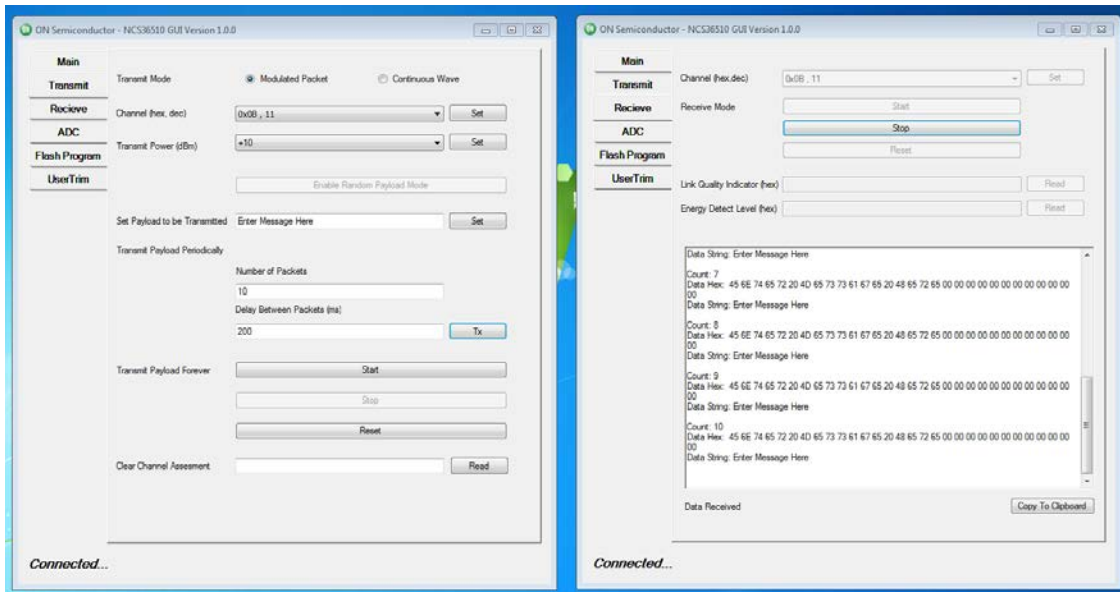 ON Semiconductor - NCS36510 GUI Version 1.0.0
Main
Transmit
Recieve
ADC
Flash Program
UserTrim
Transmit Mode
Modulated Packet
Continuous Wave
Channel (hex, dec)
0x0B , 11
Set
Transmit Power (dBm)
+10
Set
Enable Random Payload Mode
Set Payload to be Transmitted
Enter Message Here
Set
Transmit Payload Periodically
Number of Packets
10
Delay Between Packets (ms)
200
Tx
Transmit Payload Forever
Start
Stop
Reset
Clear Channel Assesment
Read
Connected...
ON Semiconductor - NCS36510 GUI Version 1.0.0
Main
Transmit
Recieve
ADC
Flash Program
UserTrim
Channel (hex.dec)
0x0B , 11
Set
Receive Mode
Start
Stop
Reset
Link Quality Indicator (hex)
Read
Energy Detect Level (hex)
Read
Data String: Enter Message Here
Count: 7
Data Hex: 45 6E 74 65 72 20 4D 65 73 73 61 67 65 20 48 65 72 65 00 00 00 00 00 00 00 00 00 00 00
00
Data String: Enter Message Here
Count: 8
Data Hex: 45 6E 74 65 72 20 4D 65 73 73 61 67 65 20 48 65 72 65 00 00 00 00 00 00 00 00 00 00 00
00
Data String: Enter Message Here
Count: 9
Data Hex: 45 6E 74 65 72 20 4D 65 73 73 61 67 65 20 48 65 72 65 00 00 00 00 00 00 00 00 00 00 00
00
Data String: Enter Message Here
Count: 10
Data Hex: 45 6E 74 65 72 20 4D 65 73 73 61 67 65 20 48 65 72 65 00 00 00 00 00 00 00 00 00 00 00
00
Data String: Enter Message Here
Data Received
Copy To Clipboard
Connected...